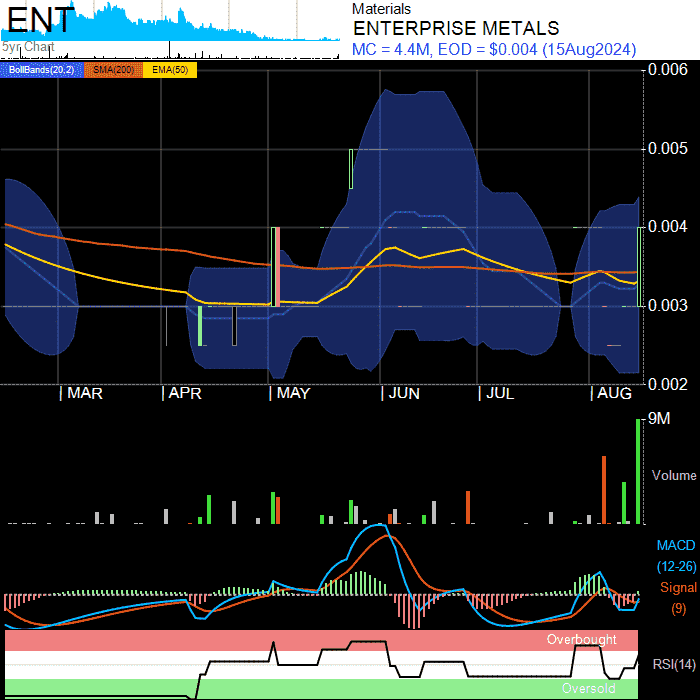 ENT
5yr Chart
Materials
ENTERPRISE METALS
MC = 4.4M, EOD = $0.004 (15Aug2024)
BollBands(20,2) SMA(200) EMA(50)
0.006
0.005
0.004
0.003
0.002
MAR APR MAY JUN JUL AUG
9M
Volume
MACD
(12-26)
Signal
(9)
Overbought
RSI(14)
Oversold